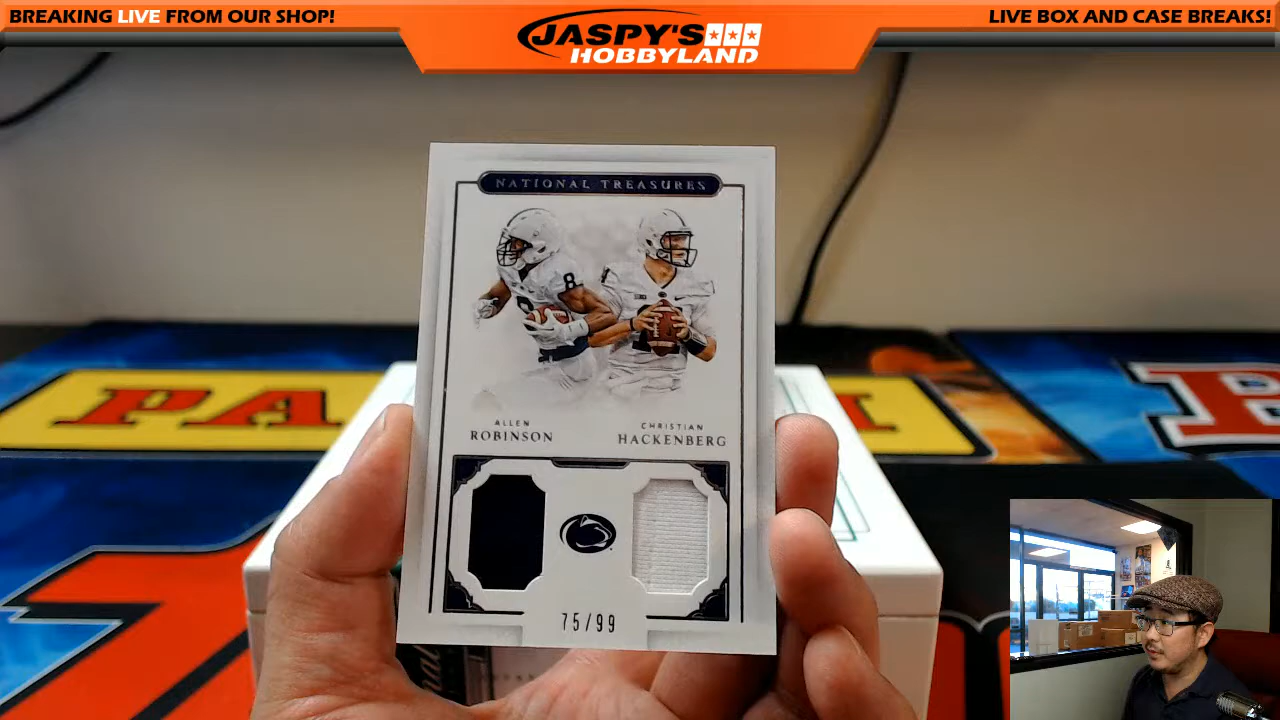 BREAKING LIVE FROM OUR SHOP!
JASPY'S
HOBBYLAND
LIVE BOX AND CASE BREAKS!
NATIONAL TREASURES
8
ALLEN
ROBINSON
CHRISTIAN
HACKENBERG
PA
75/99